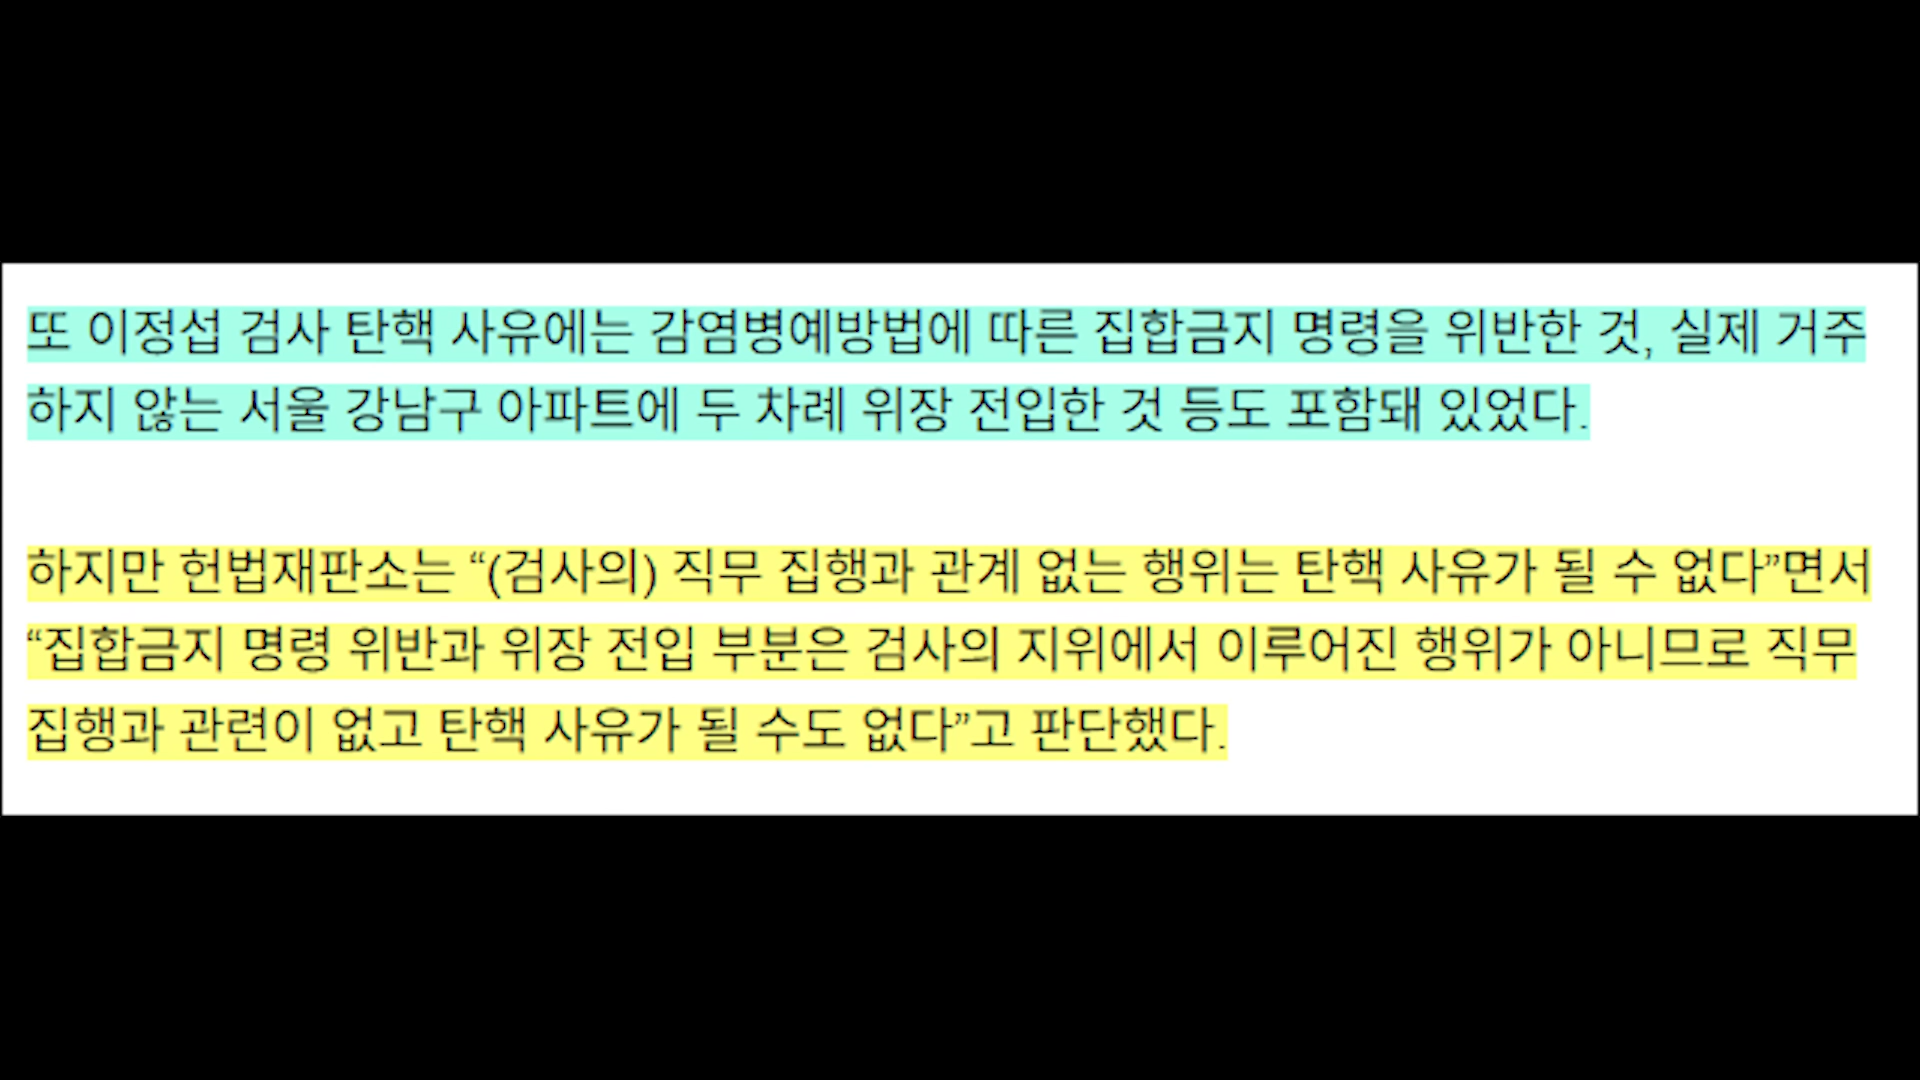 또 이정섭 검사 탄핵 사유에는 감염병예방법에 따른 집합금지 명령을 위반한 것, 실제 거주
하지 않는 서울 강남구 아파트에 두 차례 위장 전입한 것 등도 포함돼 있었다.
하지만 헌법재판소는 “(검사의) 직무 집행과 관계 없는 행위는 탄핵 사유가 될 수 없다”면서
“집합금지 명령 위반과 위장 전입 부분은 검사의 지위에서 이루어진 행위가 아니므로 직무
집행과 관련이 없고 탄핵 사유가 될 수도 없다”고 판단했다.